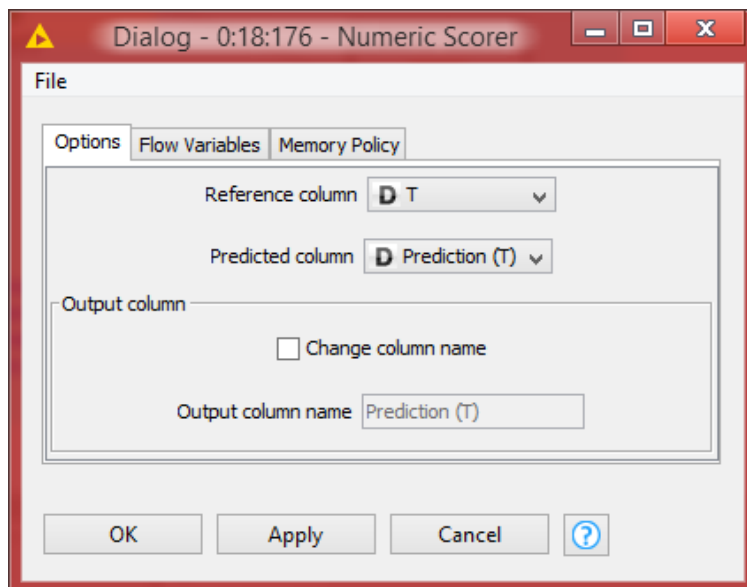 Dialog - 0:18:176 - Numeric Scorer
File
Options Flow Variables Memory Policy
Reference column D T
Predicted column D Prediction (T)
Output column
Change column name
Output column name Prediction (T)
OK Apply Cancel ?